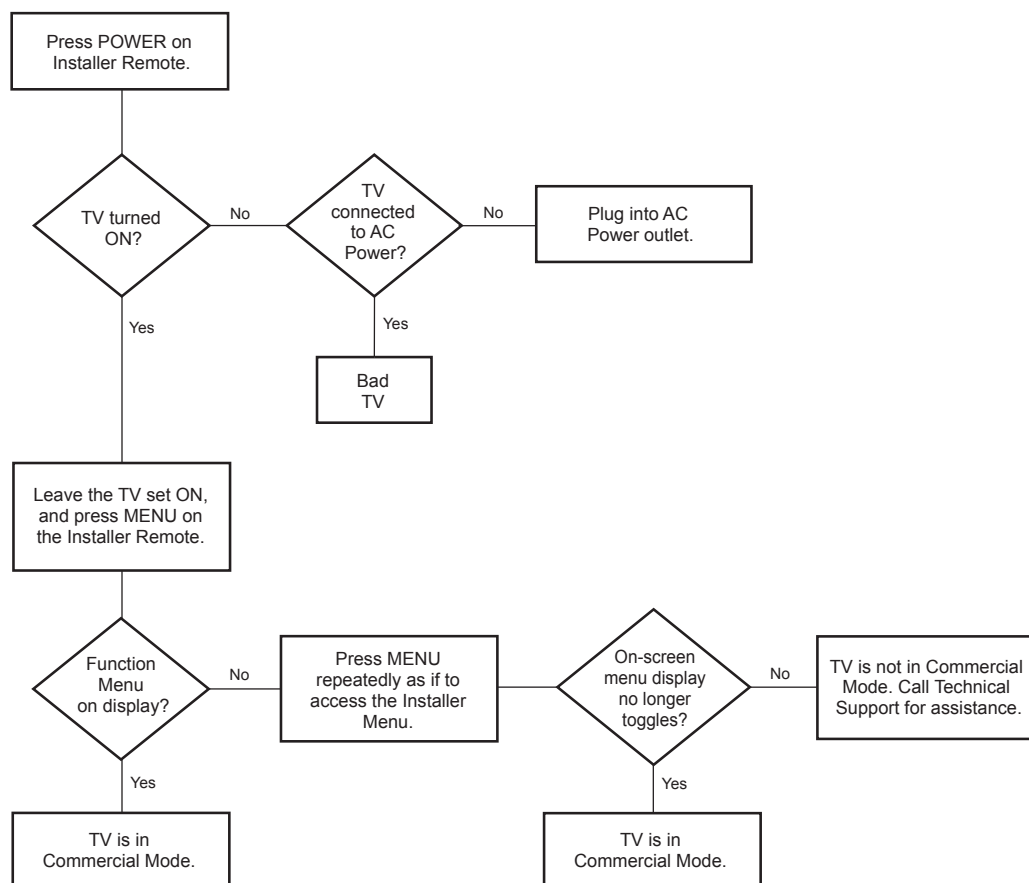 Press POWER on
Installer Remote.
TV turned
ON?
No
TV
connected
to AC
Power?
No
Plug into AC
Power outlet.
Yes
Yes
Bad
TV
Leave the TV set ON,
and press MENU on
the Installer Remote.
Function
Menu
on display?
No
Press MENU
repeatedly as if to
access the Installer
Menu.
On-screen
menu display
no longer
toggles?
No
TV is not in Commercial
Mode. Call Technical
Support for assistance.
Yes
Yes
TV is in
Commercial Mode.
TV is in
Commercial Mode.